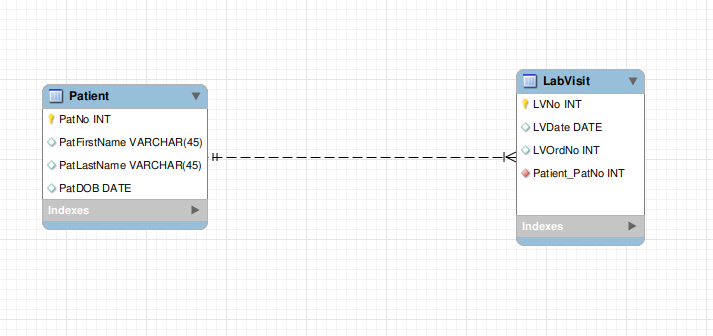 Patient
PatNo INT
PatFirstName VARCHAR(45)
PatLastName VARCHAR(45)
PatDOB DATE
Indexes
LabVisit
LVNo INT
LVDate DATE
LVOrdNo INT
Patient_PatNo INT
Indexes